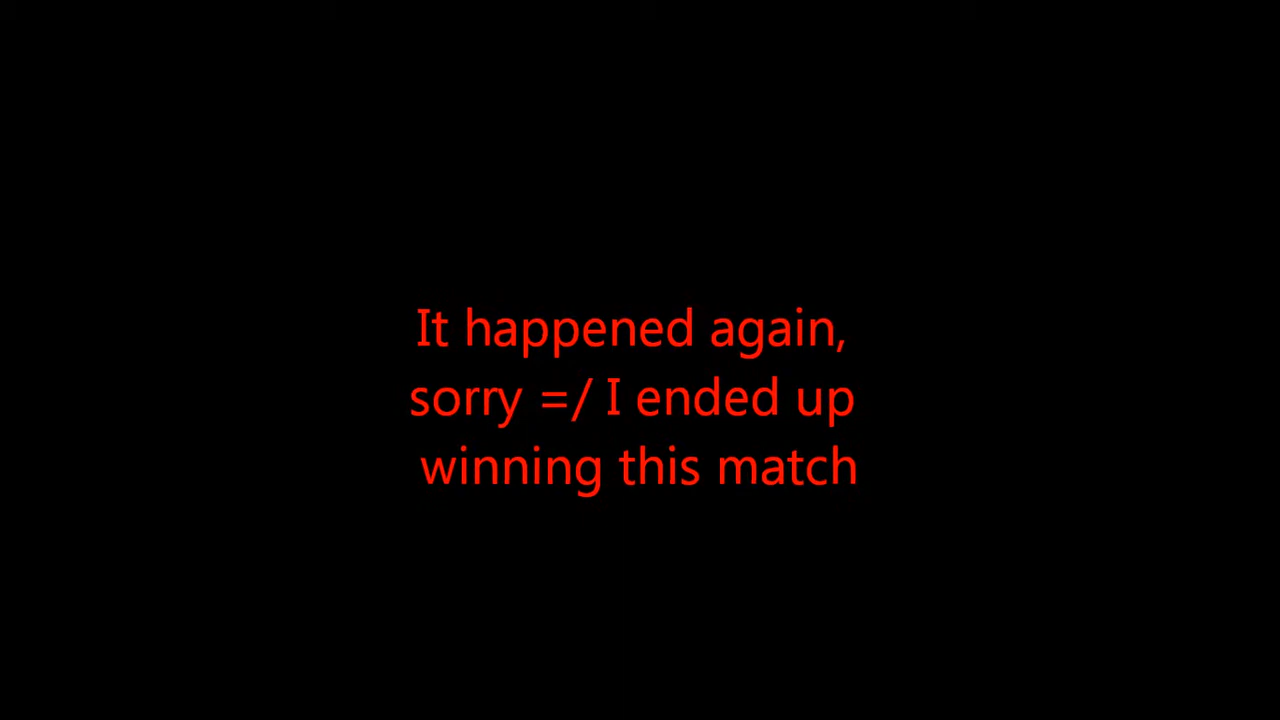 It happened again,
sorry =/ I ended up
winning this match